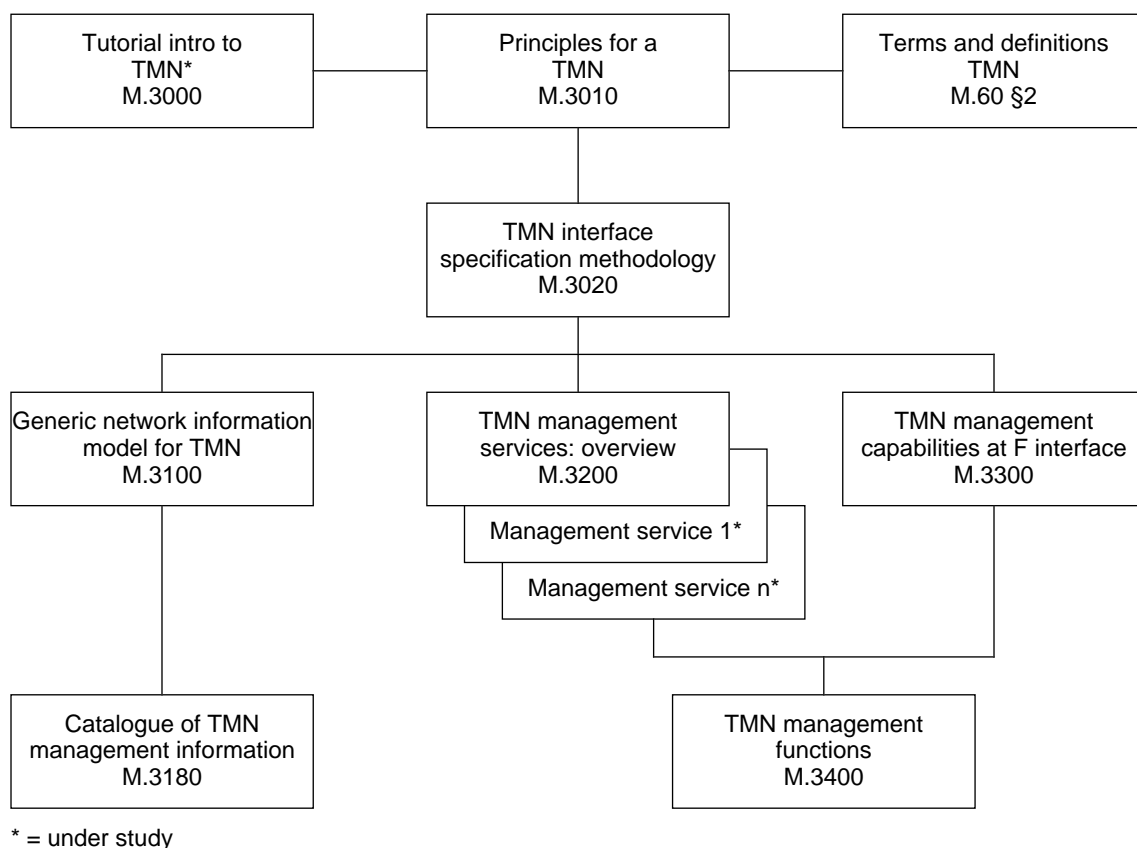 Tutorial intro to
TMN*
M.3000
Principles for a
TMN
M.3010
Terms and definitions
TMN
M.60 §2
TMN interface
specification methodology
M.3020
Generic network information
model for TMN
M.3100
TMN management
services: overview
M.3200
TMN management
capabilities at F interface
M.3300
Management service 1*
Management service n*
Catalogue of TMN
management information
M.3180
TMN management
functions
M.3400
* = under study